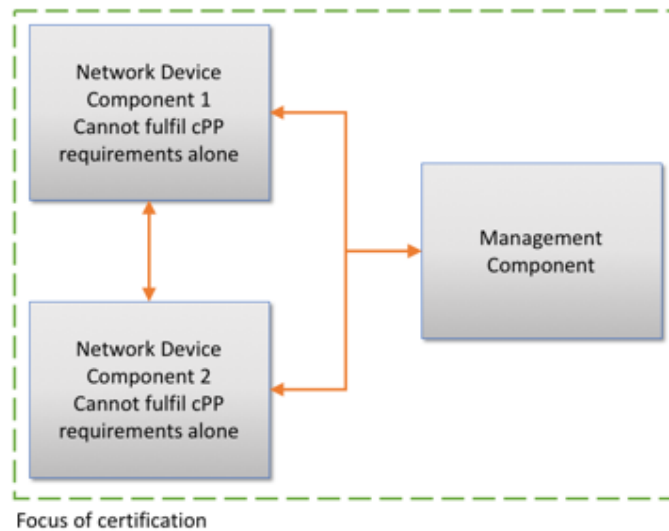 Network Device
Component 1
Cannot fulfil cPP
requirements alone
Management
Component
Network Device
Component 2
Cannot fulfil cPP
requirements alone
Focus of certification